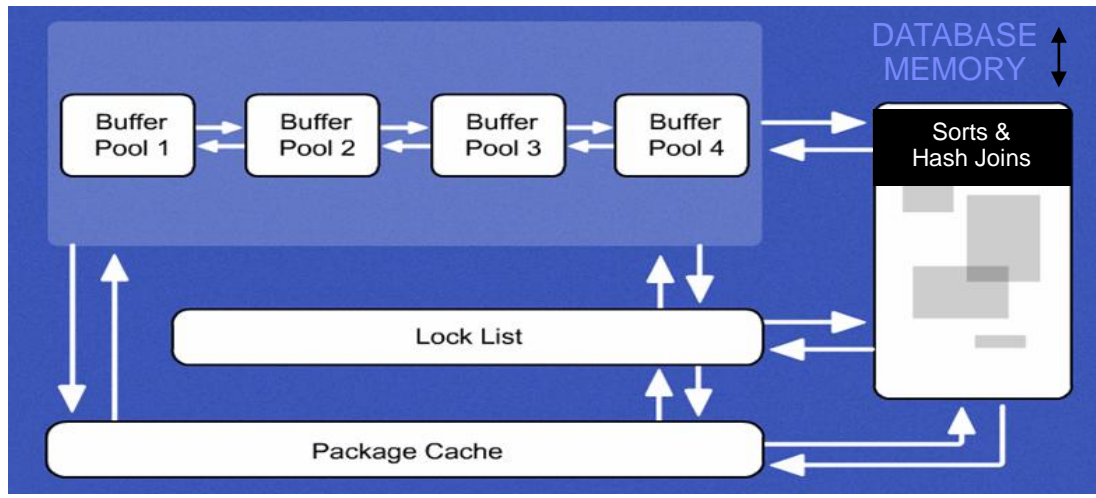 DATABASE
MEMORY
Buffer
Pool 1
Buffer
Pool 2
Buffer
Pool 3
Buffer
Pool 4
Sorts &
Hash Joins
Lock List
Package Cache